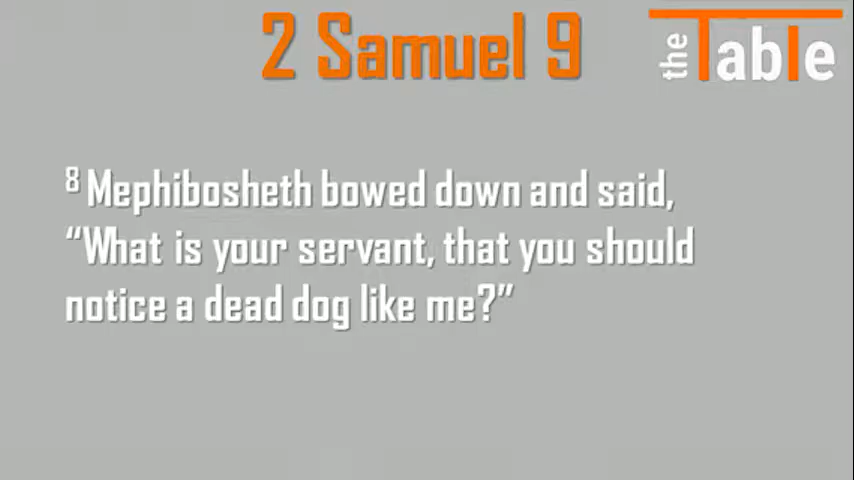 2 Samuel 9
the Table
8 Mephibosheth bowed down and said,
“What is your servant, that you should
notice a dead dog like me?”